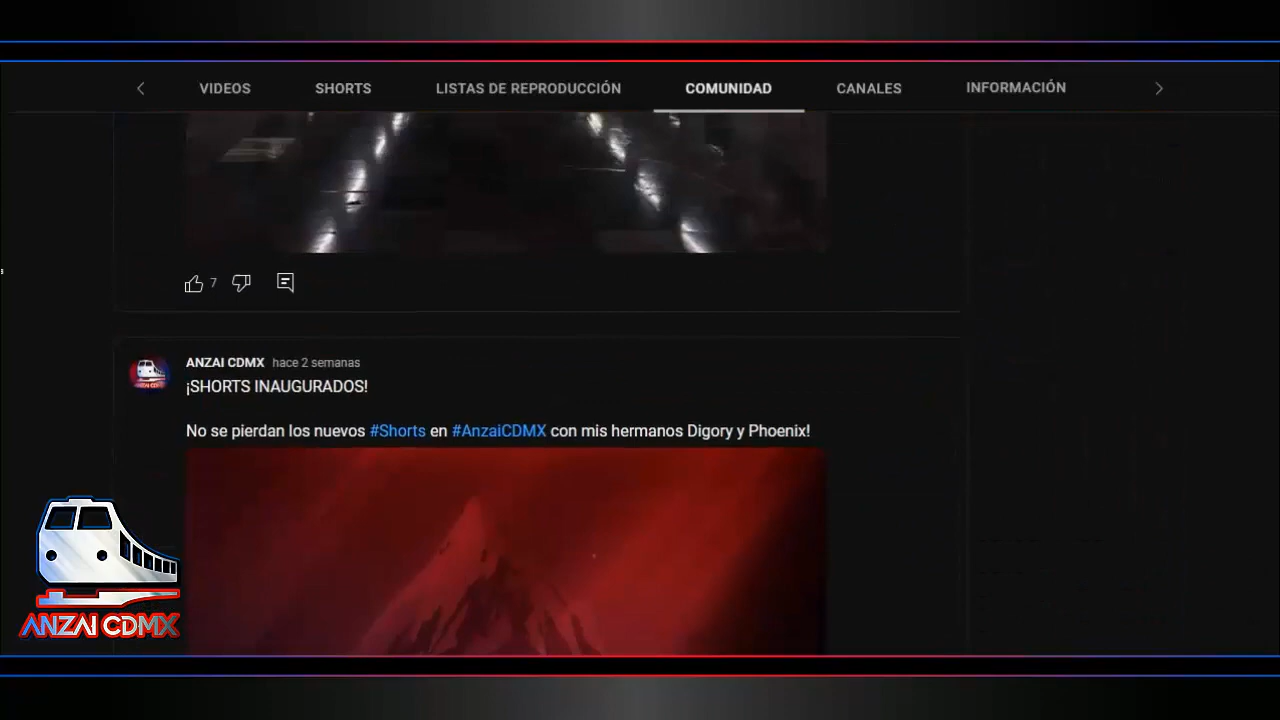 VIDEOS
SHORTS
LISTAS DE REPRODUCCIÓN
COMUNIDAD
CANALES
INFORMACIÓN
7
ANZAI CDMX hace 2 semanas
¡SHORTS INAUGURADOS!
No se pierdan los nuevos #Shorts en #AnzaiCDMX con mis hermanos Digory y Phoenix!
ANZAI CDMX